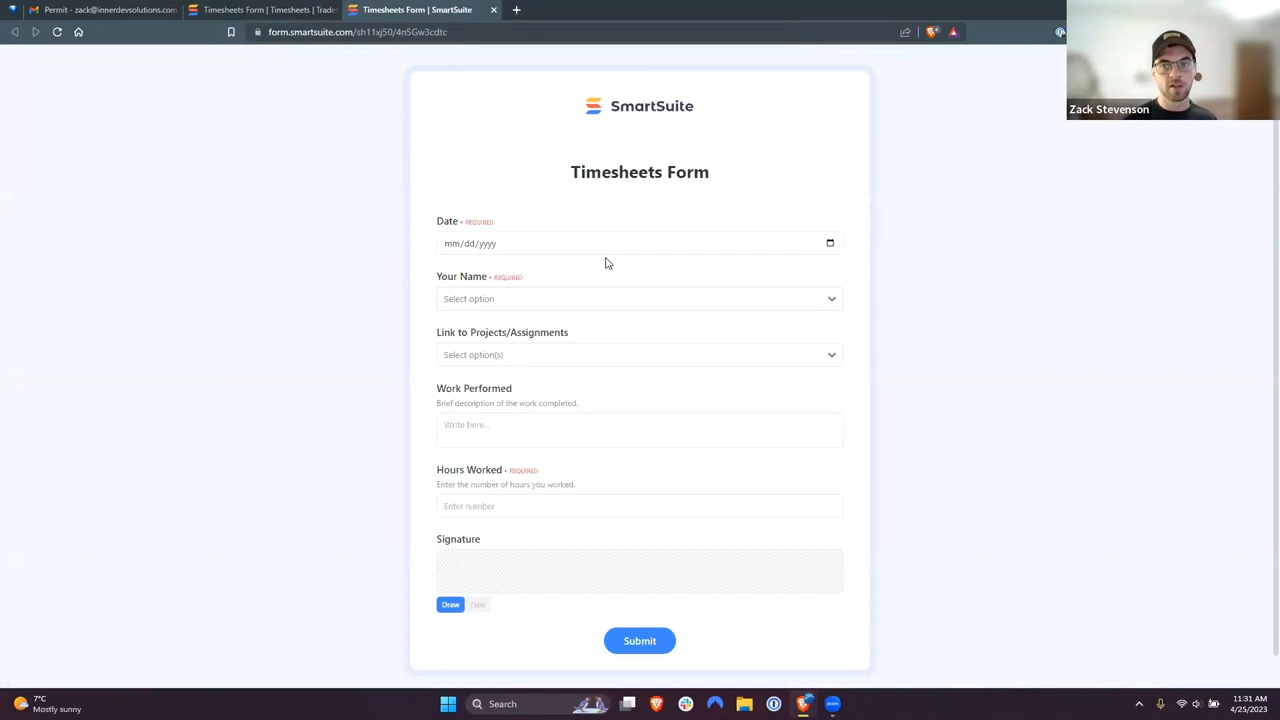 Permit - zack@innerdevsolutions.com
Timesheets Form | Timesheets | Trade
Timesheets Form | SmartSuite
form.smartsuite.com/sh11xj50/4n5Gw3cdtc
Zack Stevenson
SmartSuite
Timesheets Form
Date • REQUIRED
mm/dd/yyyy
Your Name • REQUIRED
Select option
Link to Projects/Assignments
Select option(s)
Work Performed
Brief description of the work completed.
Write here...
Hours Worked • REQUIRED
Enter the number of hours you worked.
Enter number
Signature
Draw Type
Submit
7°C
Mostly sunny
Search
11:31 AM
4/25/2023